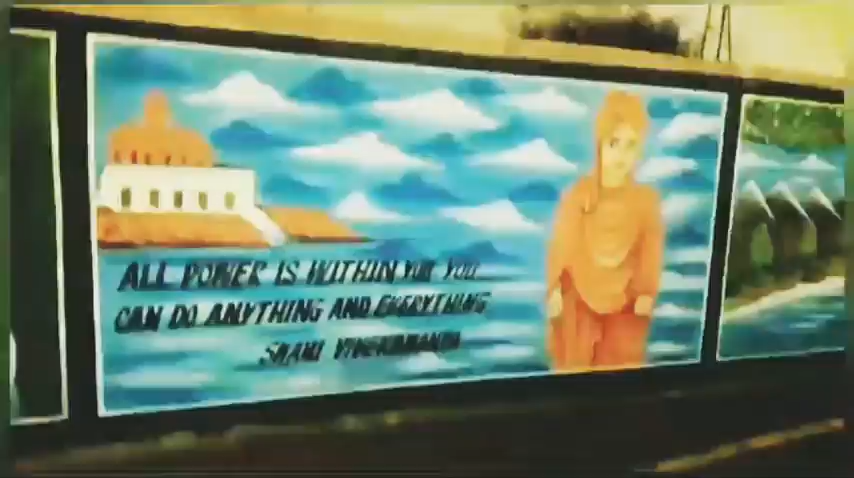 ALL POWER IS WITHIN YOU YOU
CAN DO ANYTHING AND EVERYTHING
SWAMI VIVEKANANDA